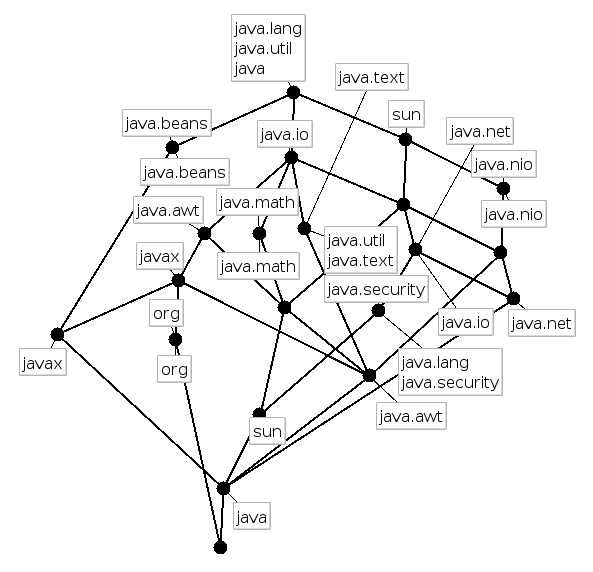 java.lang
java.util
java
java.text
sun
java.beans
java.io
java.net
java.nio
java.beans
java.awt
java.math
java.nio
java.util
java.text
javax
java.math
java.security
org
java.io
java.net
javax
org
java.lang
java.security
java.awt
sun
java